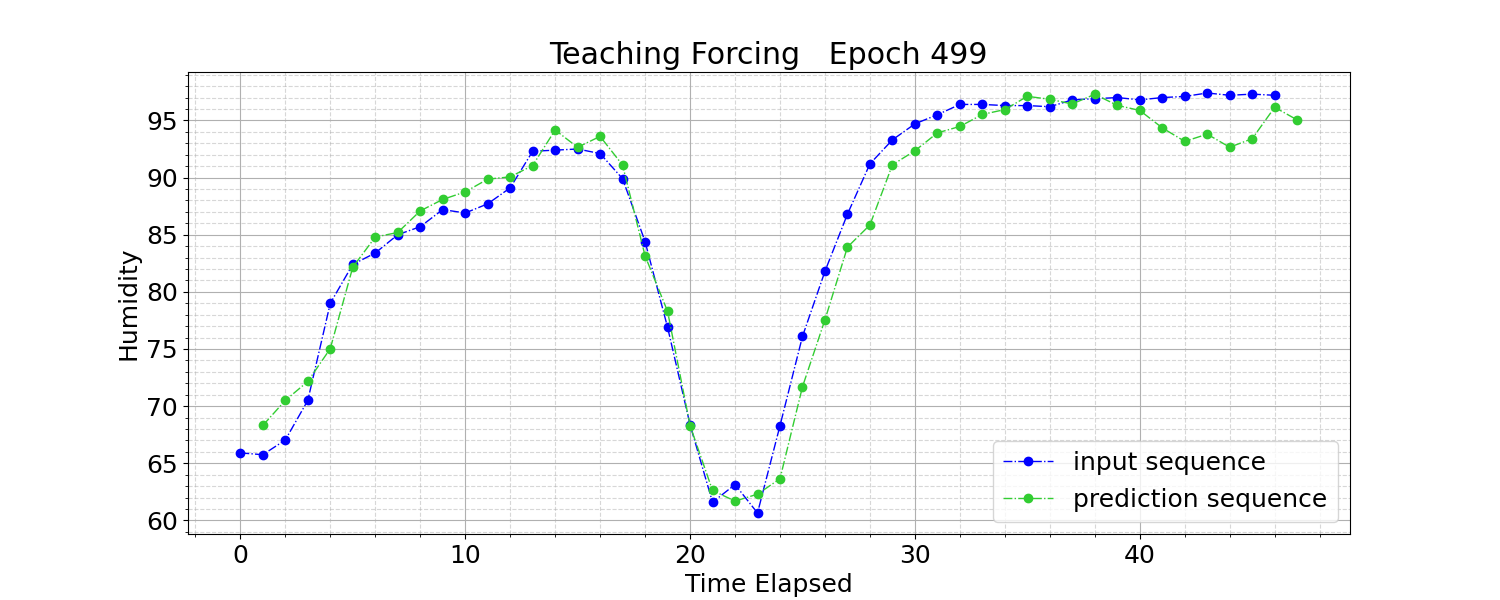 Teaching Forcing   Epoch 499
95
90
85
80
75
70
65
60
Humidity
0 10 20 30 40
Time Elapsed
input sequence
prediction sequence